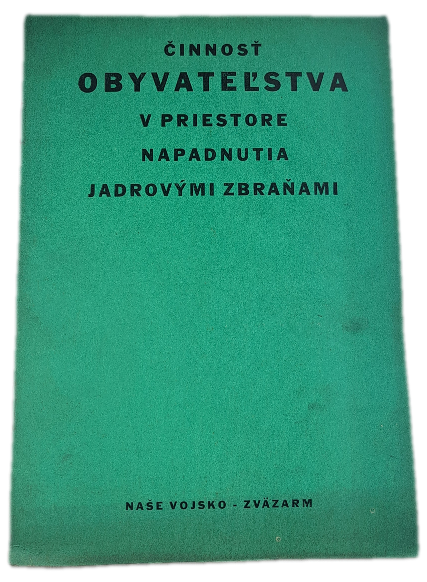 ČINNOSŤ
OBYVATEĽSTVA
V PRIESTORE
NAPADNUTIA
JADROVÝMI ZBRAŇAMI
NAŠE VOJSKO - ZVÄZARM